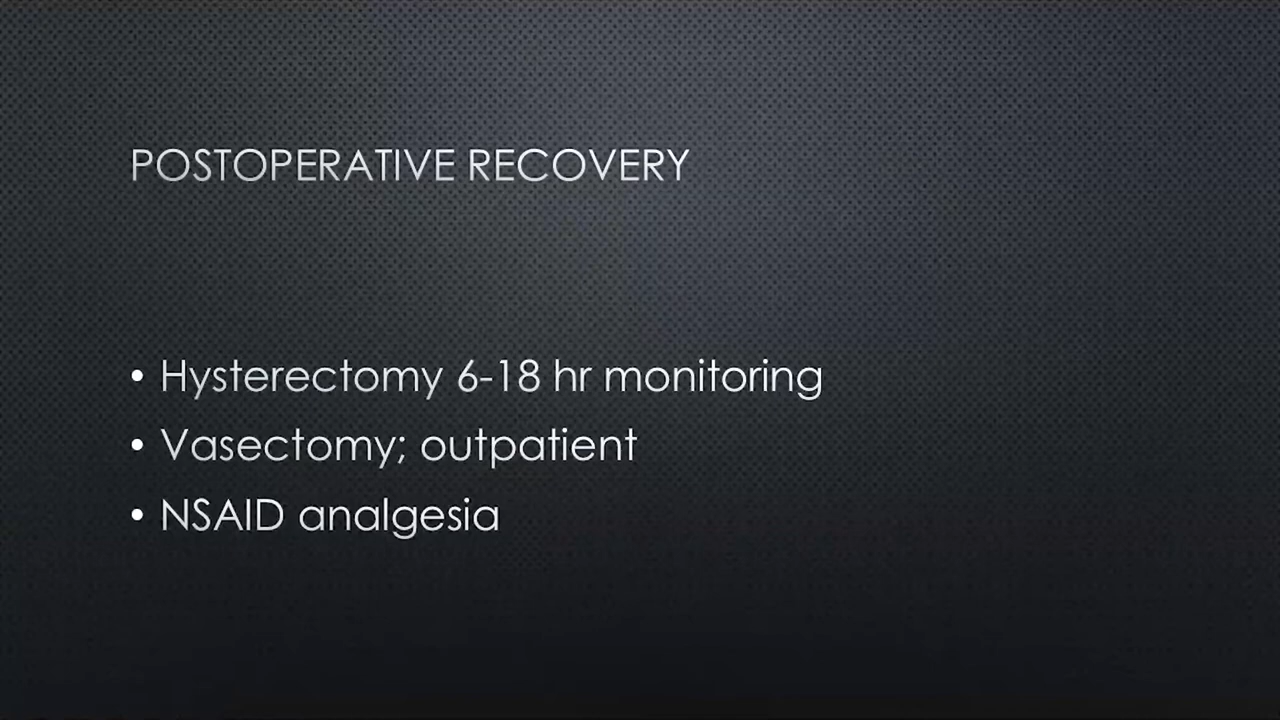 POSTOPERATIVE RECOVERY
• Hysterectomy 6-18 hr monitoring
• Vasectomy; outpatient
• NSAID analgesia